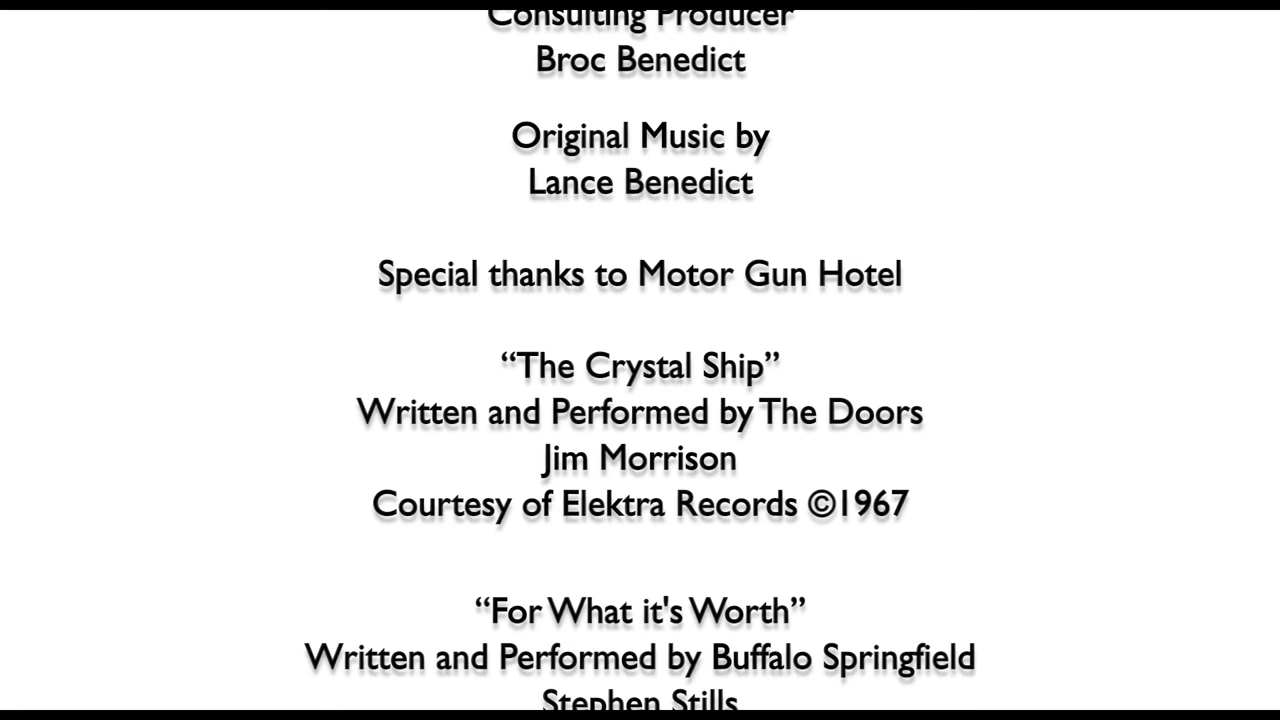 Consulting Producer
Broc Benedict
Original Music by
Lance Benedict
Special thanks to Motor Gun Hotel
“The Crystal Ship”
Written and Performed by The Doors
Jim Morrison
Courtesy of Elektra Records ©1967
“For What it's Worth”
Written and Performed by Buffalo Springfield
Stephen Stills